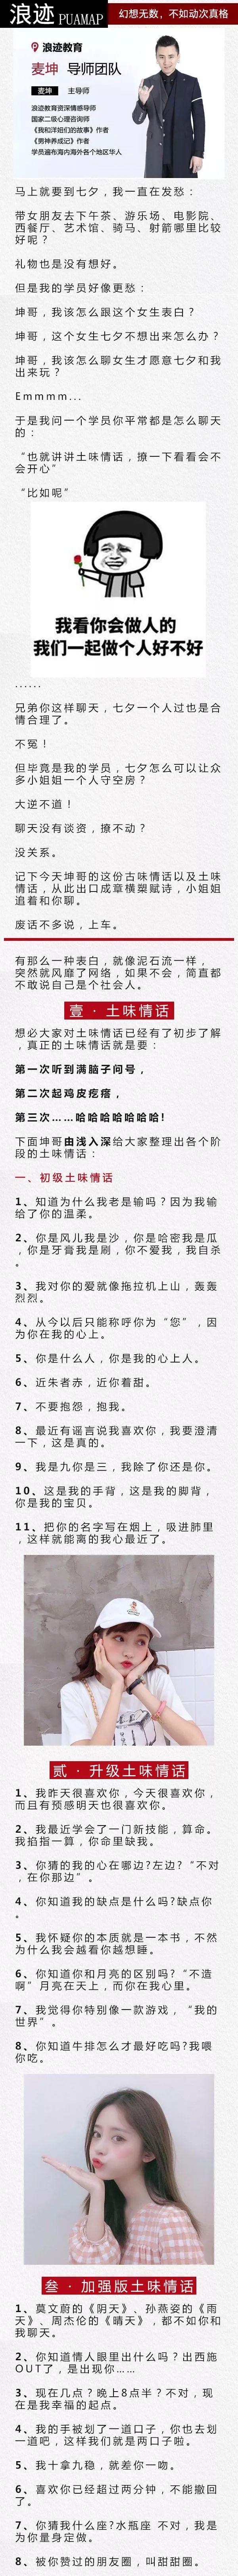 浪迹 PUAMAP
幻想无数，不如动次真格
浪迹教育
麦坤 导师团队
麦坤 主导师
浪迹教育资深情感导师
国家二级心理咨询师
《我和洋妞们的故事》作者
《男神养成记》作者
学员遍布海内海外各个地区华人
马上就要到七夕，我一直在发愁：
带女朋友去下午茶、游乐场、电影院、
西餐厅、艺术馆、骑马、射箭哪里比较
好呢？
礼物也是没有想好。
但是我的学员好像更愁：
坤哥，我该怎么跟这个女生表白？
坤哥，这个女生七夕不想出来怎么办？
坤哥，我该怎么聊女生才愿意七夕和我
出来玩？
Emmmm...
于是我问一个学员你平常都是怎么聊天
的：
“也就讲讲土味情话，撩一下看看会不
会开心”
“比如呢”
我看你会做人的
我们一起做个人好不好
......
兄弟你这样聊天，七夕一个人过也是合
情合理了。
不冤！
但毕竟是我的学员，七夕怎么可以让众
多小姐姐一个人守空房？
大逆不道！
聊天没有谈资，撩不动？
没关系。
记下今天坤哥的这份古味情话以及土味
情话，从此出口成章横槊赋诗，小姐姐
追着和你聊。
废话不多说，上车。
有那么一种表白，就像泥石流一样，
突然就风靡了网络，如果不会，简直都
不敢说自己是个社会人。
壹 · 土味情话
想必大家对土味情话已经有了初步了解
，真正的土味情话就是要：
第一次听到满脑子问号，
第二次起鸡皮疙瘩，
第三次……哈哈哈哈哈哈哈！
下面坤哥由浅入深给大家整理出各个阶
段的土味情话：
一、初级土味情话
1、知道为什么我老是输吗？因为我输
给了你的温柔。
2、你是风儿我是沙，你是哈密我是瓜
，你是牙膏我是刷，你不爱我，我自杀
。
3、我对你的爱就像拖拉机上山，轰轰
烈烈。
4、从今以后只能称呼你为“您”，因
为你在我的心上。
5、你是什么人，你是我的心上人。
6、近朱者赤，近你着甜。
7、不要抱怨，抱我。
8、最近有谣言说我喜欢你，我要澄清
一下，这是真的。
9、我是九你是三，我除了你还是你。
10、这是我的手背，这是我的脚背，
你是我的宝贝。
11、把你的名字写在烟上，吸进肺里
，这样就能离的我心最近了。
贰 · 升级土味情话
1、我昨天很喜欢你，今天很喜欢你，
而且有预感明天也很喜欢你。
2、我最近学会了一门新技能，算命。
我掐指一算，你命里缺我。
3、你猜的我的心在哪边?左边?“不对
，在你那边”。
4、你知道我的缺点是什么吗?缺点你
。
5、我怀疑你的本质就是一本书，不然
为什么我会越看你越想睡。
6、你知道你和月亮的区别吗?“不造
啊”月亮在天上，而你在我心里。
7、我觉得你特别像一款游戏，“我的
世界”。
8、你知道牛排怎么才最好吃吗?我喂
你吃。
叁 · 加强版土味情话
1、莫文蔚的《阴天》、孙燕姿的《雨
天》、周杰伦的《晴天》，都不如你和
我聊天。
2、你知道情人眼里出什么吗？出西施
OUT了，是出现你……
3、现在几点？晚上8点半？不对，现
在是我幸福的起点。
4、我的手被划了一道口子，你也去划
一道吧，这样我们就是两口子啦。
5、我十拿九稳，就差你一吻。
6、喜欢你已经超过两分钟，不能撤回
了。
7、你猜我什么座?水瓶座 不对，我是
为你量身定做。
8、被你赞过的朋友圈，叫甜甜圈。